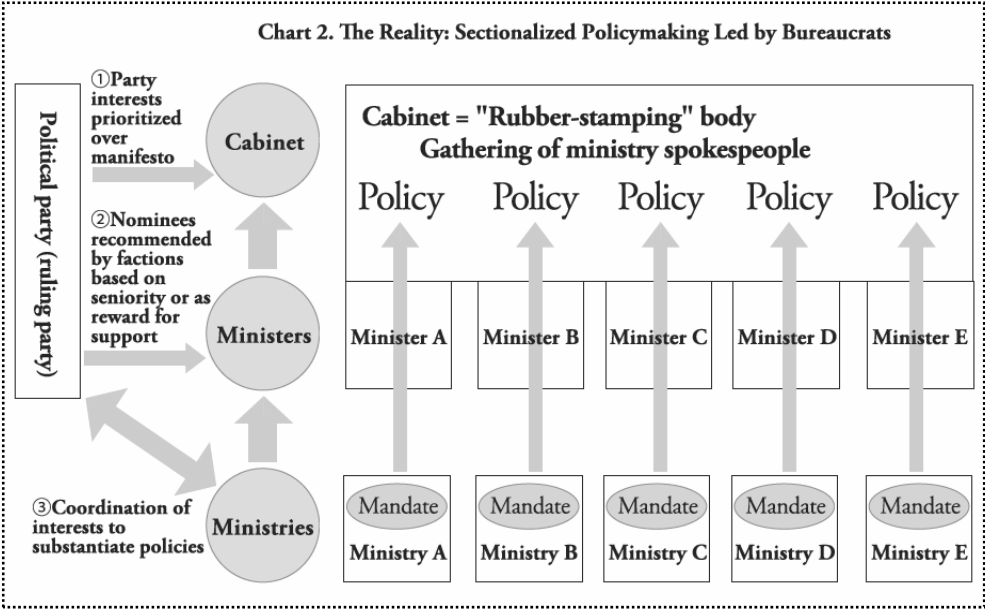 Chart 2. The Reality: Sectionalized Policymaking Led by Bureaucrats
Political party (ruling party)
①Party
interests
prioritized
over
manifesto
②Nominees
recommended
by factions
based on
seniority or as
reward for
support
③Coordination of
interests to
substantiate policies
Cabinet
Ministers
Ministries
Cabinet = "Rubber-stamping" body
Gathering of ministry spokespeople
Policy Policy Policy Policy Policy
Minister A Minister B Minister C Minister D Minister E
Mandate Mandate Mandate Mandate Mandate
Ministry A Ministry B Ministry C Ministry D Ministry E